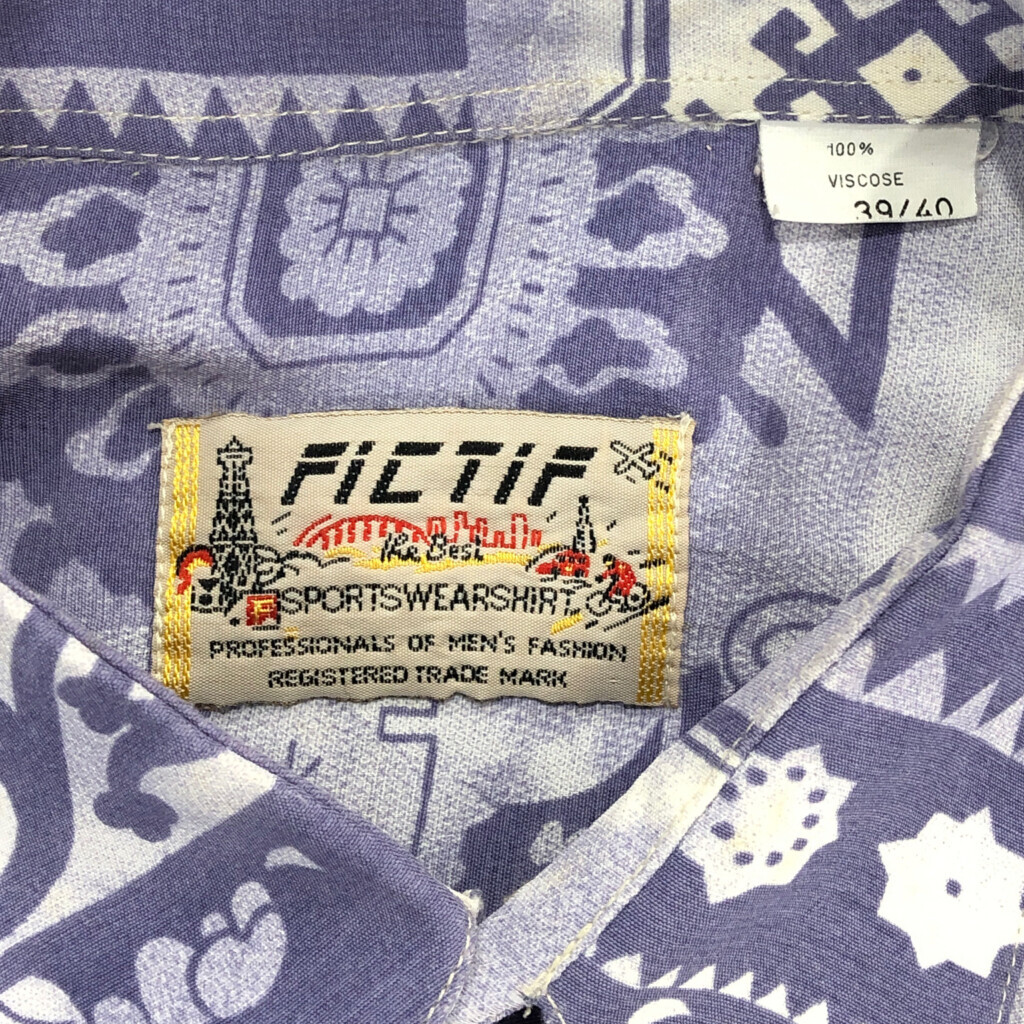 100%
VISCOSE
39/40
FiCTiF
the Best
SPORTSWEARSHIRT
PROFESSIONALS OF MEN'S FASHION
REGISTERED TRADE MARK